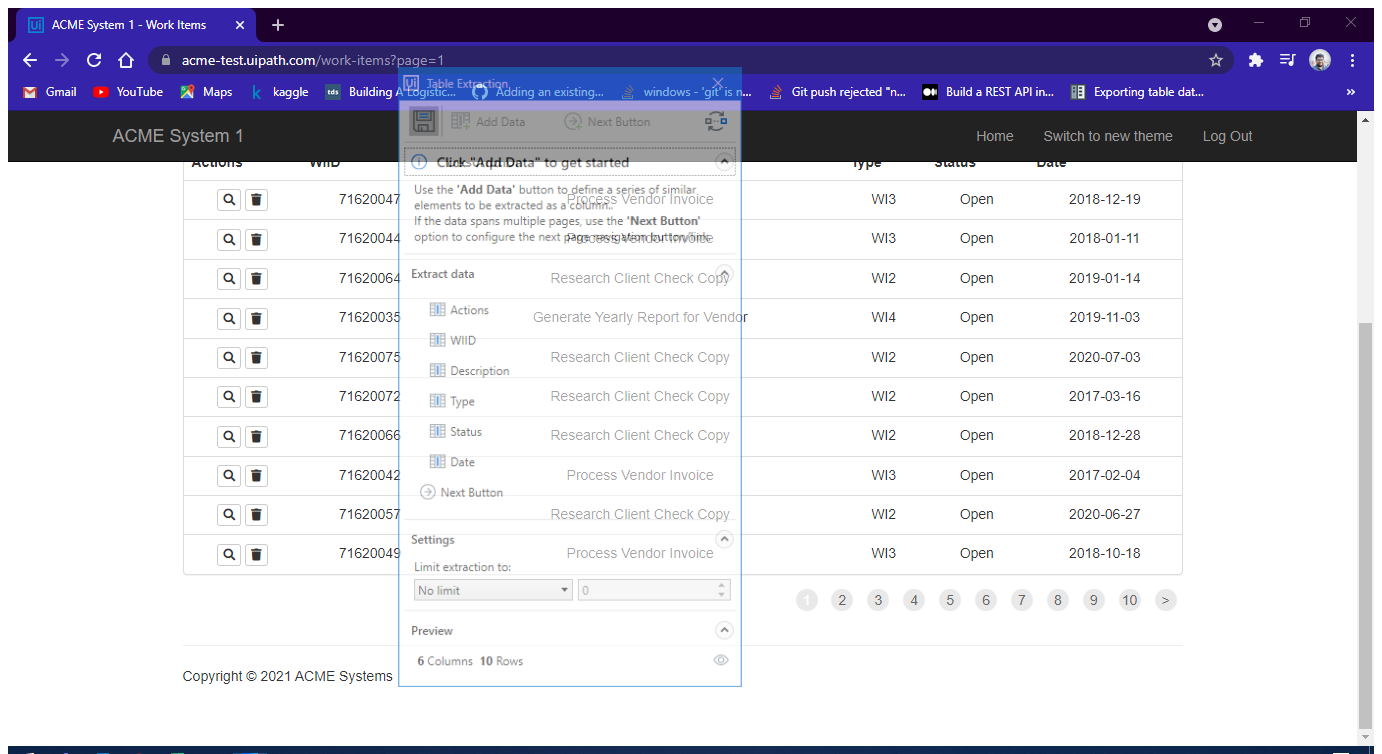 ACME System 1 - Work Items
acme-test.uipath.com/work-items?page=1
Gmail YouTube Maps kaggle tds Building A Logistic... Adding an existing... windows - 'git' is n... Git push rejected "n... Build a REST API in... Exporting table dat... »
Ui Table Extraction
ACME System 1 Home Switch to new theme Log Out
Add Data Next Button
Actions WIID Type Status Date
Click "Add Data" to get started
Use the 'Add Data' button to define a series of similar
elements to be extracted as a column..
If the data spans multiple pages, use the 'Next Button'
option to configure the next page navigation button/link.
71620047 Process Vendor Invoice WI3 Open 2018-12-19
71620044 Process Vendor Invoice WI3 Open 2018-01-11
Extract data
71620064 Research Client Check Copy WI2 Open 2019-01-14
Actions
71620035 Generate Yearly Report for Vendor WI4 Open 2019-11-03
WIID
71620075 Research Client Check Copy WI2 Open 2020-07-03
Description
71620072 Research Client Check Copy WI2 Open 2017-03-16
Type
71620066 Research Client Check Copy WI2 Open 2018-12-28
Status
Date
71620042 Process Vendor Invoice WI3 Open 2017-02-04
Next Button
71620057 Research Client Check Copy WI2 Open 2020-06-27
Settings
71620049 Process Vendor Invoice WI3 Open 2018-10-18
Limit extraction to:
No limit 0
1 2 3 4 5 6 7 8 9 10 >
Preview
6 Columns 10 Rows
Copyright © 2021 ACME Systems